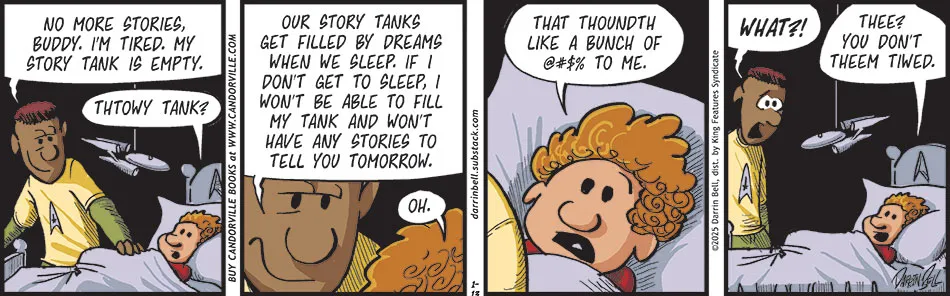 NO MORE STORIES,
BUDDY. I'M TIRED. MY
STORY TANK IS EMPTY.
THTOWY TANK?
BUY CANDORVILLE BOOKS at WWW.CANDORVILLE.COM
OUR STORY TANKS
GET FILLED BY DREAMS
WHEN WE SLEEP. IF I
DON'T GET TO SLEEP, I
WON'T BE ABLE TO FILL
MY TANK AND WON'T
HAVE ANY STORIES TO
TELL YOU TOMORROW.
OH.
darrinbell.substack.com
1-13
THAT THOUNDTH
LIKE A BUNCH OF
@#$% TO ME.
©2025 Darrin Bell, dist. by King Features Syndicate
WHAT?!
THEE?
YOU DON'T
THEEM TIWED.
DARRIN BELL